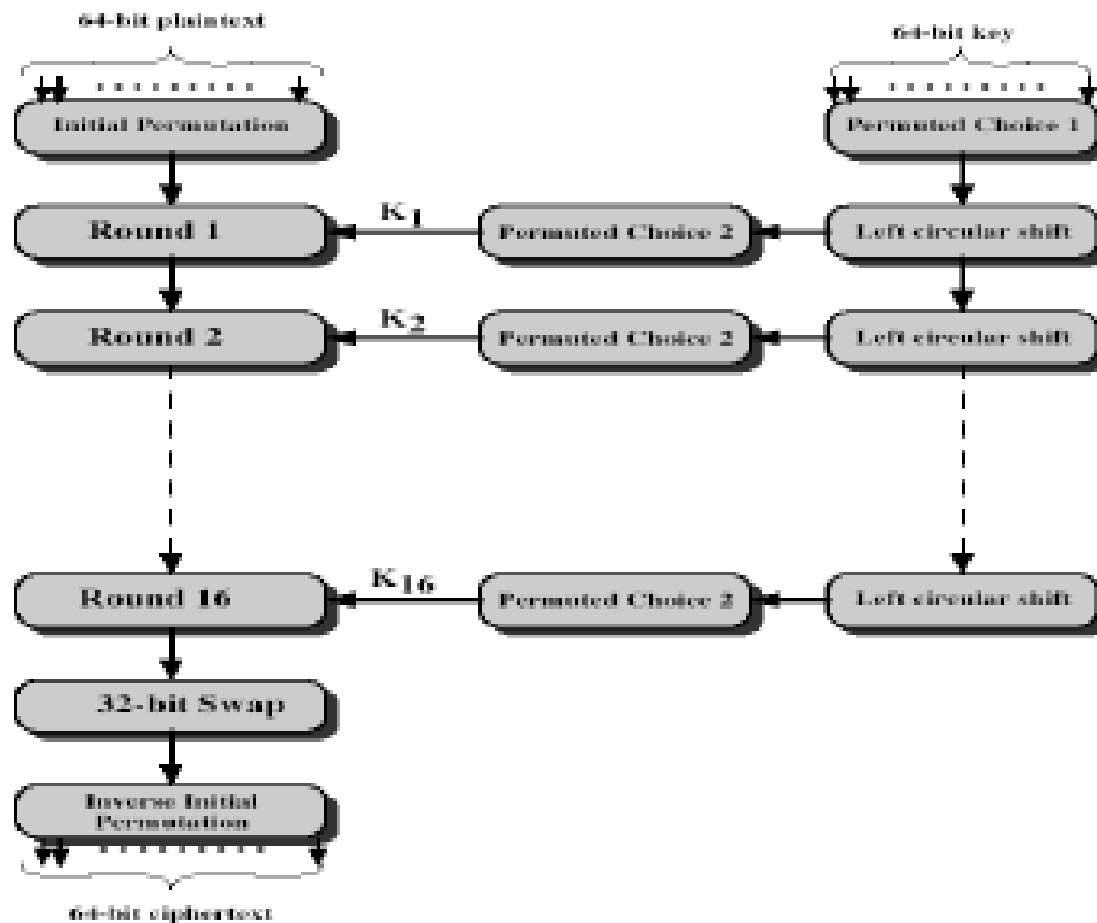 64-bit plaintext
64-bit key
Initial Permutation
Permuted Choice 1
Round 1
K1
Permuted Choice 2
Left circular shift
Round 2
K2
Permuted Choice 2
Left circular shift
Round 16
K16
Permuted Choice 2
Left circular shift
32-bit Swap
Inverse Initial
Permutation
64-bit ciphertext